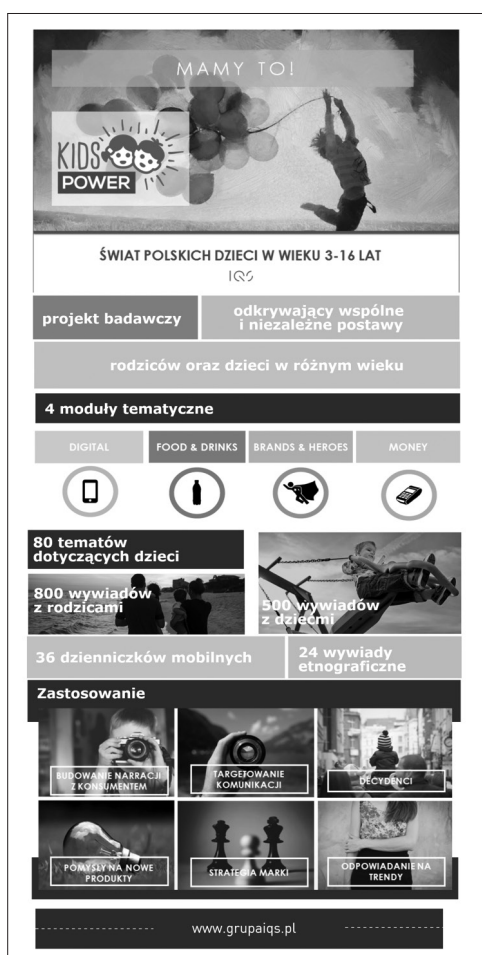 MAMY TO!
KIDS
POWER
ŚWIAT POLSKICH DZIECI W WIEKU 3-16 LAT
IQS
projekt badawczy
odkrywający wspólne
i niezależne postawy
rodziców oraz dzieci w różnym wieku
4 moduły tematyczne
DIGITAL
FOOD & DRINKS
BRANDS & HEROES
MONEY
80 tematów
dotyczących dzieci
800 wywiadów
z rodzicami
500 wywiadów
z dziećmi
36 dzienniczków mobilnych
24 wywiady
etnograficzne
Zastosowanie
BUDOWANIE NARRACJI
Z KONSUMENTEM
TARGETOWANIE
KOMUNIKACJI
DECYDENCI
POMYSŁY NA NOWE
PRODUKTY
STRATEGIA MARKI
ODPOWIADANIE NA
TRENDY
www.grupaiqs.pl